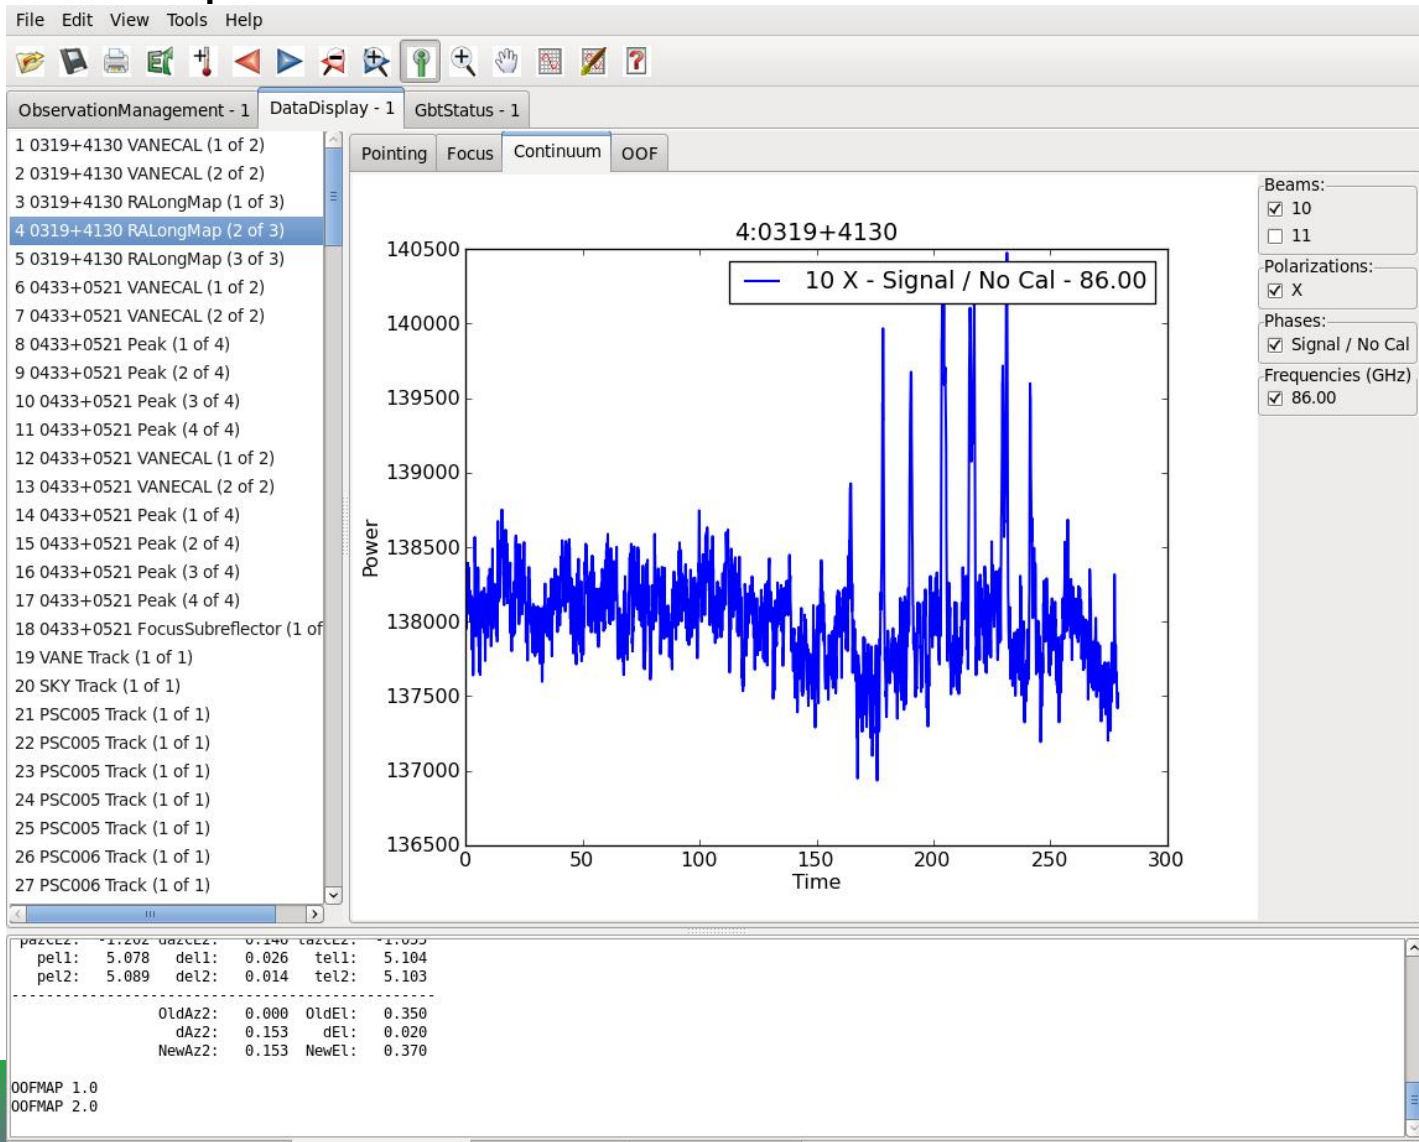 File Edit View Tools Help
ObservationManagement - 1 DataDisplay - 1 GbtStatus - 1
1 0319+4130 VANECAL (1 of 2)
2 0319+4130 VANECAL (2 of 2)
3 0319+4130 RALongMap (1 of 3)
4 0319+4130 RALongMap (2 of 3)
5 0319+4130 RALongMap (3 of 3)
6 0433+0521 VANECAL (1 of 2)
7 0433+0521 VANECAL (2 of 2)
8 0433+0521 Peak (1 of 4)
9 0433+0521 Peak (2 of 4)
10 0433+0521 Peak (3 of 4)
11 0433+0521 Peak (4 of 4)
12 0433+0521 VANECAL (1 of 2)
13 0433+0521 VANECAL (2 of 2)
14 0433+0521 Peak (1 of 4)
15 0433+0521 Peak (2 of 4)
16 0433+0521 Peak (3 of 4)
17 0433+0521 Peak (4 of 4)
18 0433+0521 FocusSubreflector (1 of
19 VANE Track (1 of 1)
20 SKY Track (1 of 1)
21 PSC005 Track (1 of 1)
22 PSC005 Track (1 of 1)
23 PSC005 Track (1 of 1)
24 PSC005 Track (1 of 1)
25 PSC005 Track (1 of 1)
26 PSC006 Track (1 of 1)
27 PSC006 Track (1 of 1)
Pointing Focus Continuum OOF
4:0319+4130
10 X - Signal / No Cal - 86.00
140500
140000
139500
139000
138500
138000
137500
137000
136500
Power
0 50 100 150 200 250 300
Time
Beams:
10
11
Polarizations:
X
Phases:
Signal / No Cal
Frequencies (GHz)
86.00
pazCE2: -1.202 dazCE2: 0.146 tazCE2: -1.055
pel1: 5.078 del1: 0.026 tel1: 5.104
pel2: 5.089 del2: 0.014 tel2: 5.103
-------------------------------------------------
OldAz2: 0.000 OldEl: 0.350
dAz2: 0.153 dEl: 0.020
NewAz2: 0.153 NewEl: 0.370
OOFMAP 1.0
OOFMAP 2.0